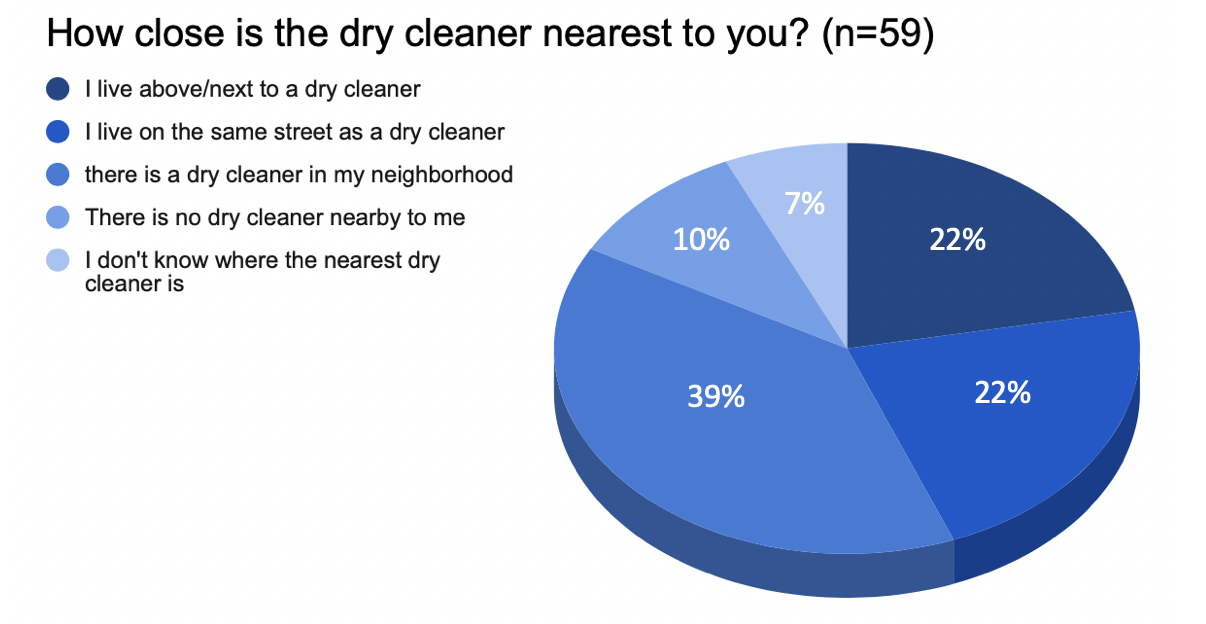 How close is the dry cleaner nearest to you? (n=59)
I live above/next to a dry cleaner
I live on the same street as a dry cleaner
there is a dry cleaner in my neighborhood
There is no dry cleaner nearby to me
I don't know where the nearest dry
cleaner is
7%
10%
22%
39%
22%